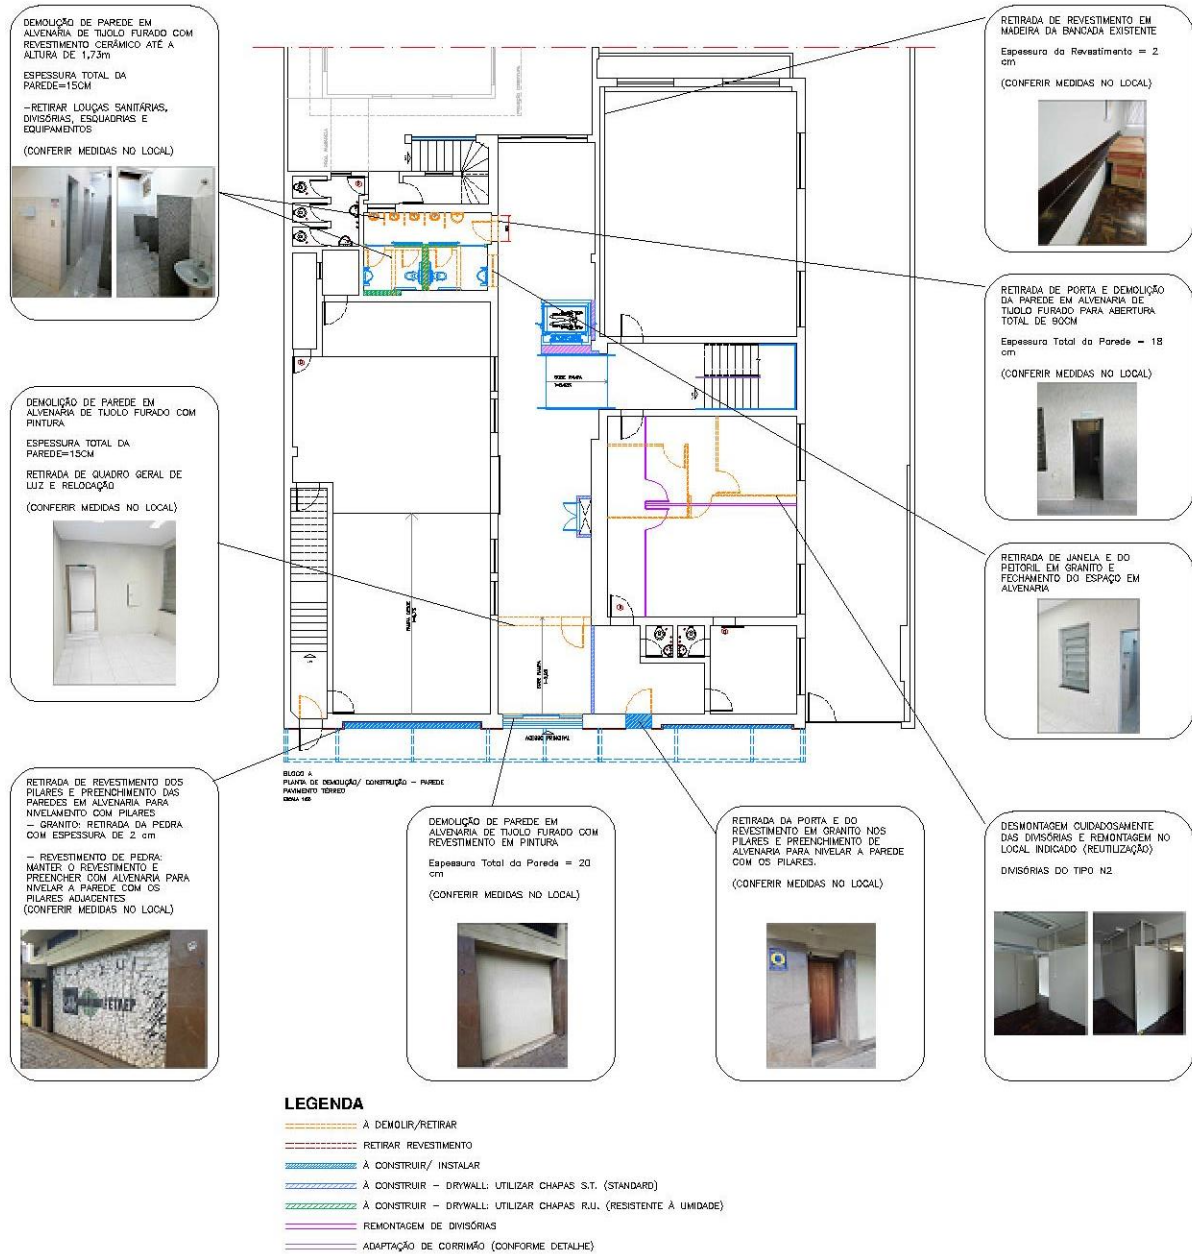 DEMOLIÇÃO DE PAREDE EM
ALVENARIA DE TIJOLO FURADO COM
REVESTIMENTO CERÂMICO ATÉ A
ALTURA DE 1,73m
ESPESSURA TOTAL DA
PAREDE=15CM
-RETIRAR LOUÇAS SANITÁRIAS,
DIVISÓRIAS, ESQUADRIAS E
EQUIPAMENTOS
(CONFERIR MEDIDAS NO LOCAL)
DEMOLIÇÃO DE PAREDE EM
ALVENARIA DE TIJOLO FURADO COM
PINTURA
ESPESSURA TOTAL DA
PAREDE=15CM
RETIRADA DE QUADRO GERAL DE
LUZ E RELOCAÇÃO
(CONFERIR MEDIDAS NO LOCAL)
RETIRADA DE REVESTIMENTO DOS
PILARES E PREENCHIMENTO DAS
PAREDES EM ALVENARIA PARA
NIVELAMENTO COM PILARES
- GRANITO: RETIRADA DA PEDRA
COM ESPESSURA DE 2 cm
- REVESTIMENTO DE PEDRA:
MANTER O REVESTIMENTO E
PREENCHER COM ALVENARIA PARA
NIVELAR A PAREDE COM OS
PILARES ADJACENTES
(CONFERIR MEDIDAS NO LOCAL)
ACESSO PRINCIPAL
BLOCO A
PLANTA DE DEMOLIÇÃO/ CONSTRUÇÃO - PAREDE
PAVIMENTO TÉRREO
DEMOLIÇÃO DE PAREDE EM
ALVENARIA DE TIJOLO FURADO COM
REVESTIMENTO EM PINTURA
Espessura Total da Parede = 20
cm
(CONFERIR MEDIDAS NO LOCAL)
RETIRADA DA PORTA E DO
REVESTIMENTO EM GRANITO NOS
PILARES E PREENCHIMENTO DE
ALVENARIA PARA NIVELAR A PAREDE
COM OS PILARES.
(CONFERIR MEDIDAS NO LOCAL)
RETIRADA DE REVESTIMENTO EM
MADEIRA DA BANCADA EXISTENTE
Espessura do Revestimento = 2
cm
(CONFERIR MEDIDAS NO LOCAL)
RETIRADA DE PORTA E DEMOLIÇÃO
DA PAREDE EM ALVENARIA DE
TIJOLO FURADO PARA ABERTURA
TOTAL DE 90CM
Espessura Total da Parede = 18
cm
(CONFERIR MEDIDAS NO LOCAL)
RETIRADA DE JANELA E DO
PEITORIL EM GRANITO E
FECHAMENTO DO ESPAÇO EM
ALVENARIA
DESMONTAGEM CUIDADOSAMENTE
DAS DIVISÓRIAS E REMONTAGEM NO
LOCAL INDICADO (REUTILIZAÇÃO)
DIVISÓRIAS DO TIPO N2
LEGENDA
À DEMOLIR/RETIRAR
RETIRAR REVESTIMENTO
À CONSTRUIR/ INSTALAR
À CONSTRUIR - DRYWALL: UTILIZAR CHAPAS S.T. (STANDARD)
À CONSTRUIR - DRYWALL: UTILIZAR CHAPAS R.U. (RESISTENTE À UMIDADE)
REMONTAGEM DE DIVISÓRIAS
ADAPTAÇÃO DE CORRIMÃO (CONFORME DETALHE)